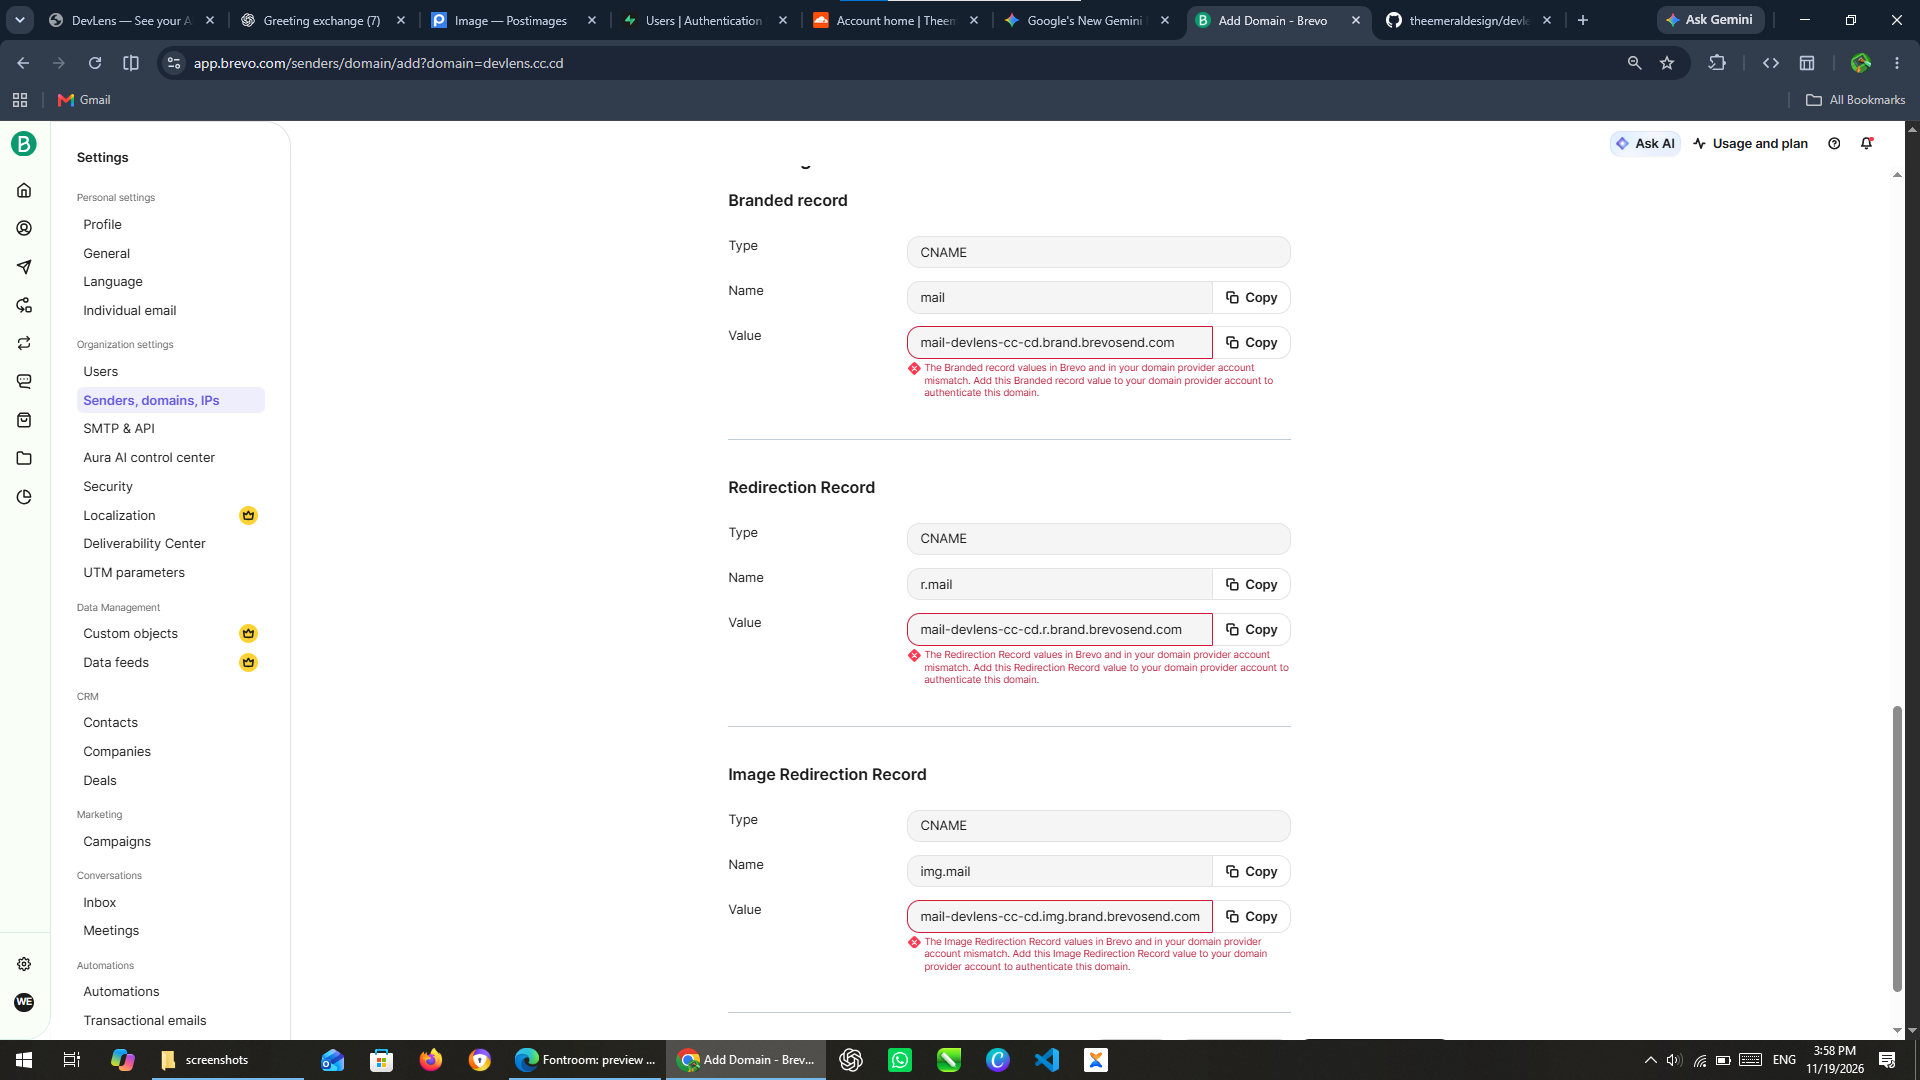 DevLens — See your A
Greeting exchange (7)
Image — Postimages
Users | Authentication
Account home | Theem
Google's New Gemini
Add Domain - Brevo
theemeraldesign/devle
Ask Gemini
app.brevo.com/senders/domain/add?domain=devlens.cc.cd
Gmail
All Bookmarks
Settings
Ask AI
Usage and plan
Personal settings
Profile
General
Language
Individual email
Organization settings
Users
Senders, domains, IPs
SMTP & API
Aura AI control center
Security
Localization
Deliverability Center
UTM parameters
Data Management
Custom objects
Data feeds
CRM
Contacts
Companies
Deals
Marketing
Campaigns
Conversations
Inbox
Meetings
Automations
Automations
Transactional emails
WE
Branded record
Type
CNAME
Name
mail
Copy
Value
mail-devlens-cc-cd.brand.brevosend.com
Copy
The Branded record values in Brevo and in your domain provider account
mismatch. Add this Branded record value to your domain provider account to
authenticate this domain.
Redirection Record
Type
CNAME
Name
r.mail
Copy
Value
mail-devlens-cc-cd.r.brand.brevosend.com
Copy
The Redirection Record values in Brevo and in your domain provider account
mismatch. Add this Redirection Record value to your domain provider account to
authenticate this domain.
Image Redirection Record
Type
CNAME
Name
img.mail
Copy
Value
mail-devlens-cc-cd.img.brand.brevosend.com
Copy
The Image Redirection Record values in Brevo and in your domain provider
account mismatch. Add this Image Redirection Record value to your domain
provider account to authenticate this domain.
screenshots
Fontroom: preview ...
Add Domain - Brev...
ENG
3:58 PM
11/19/2026